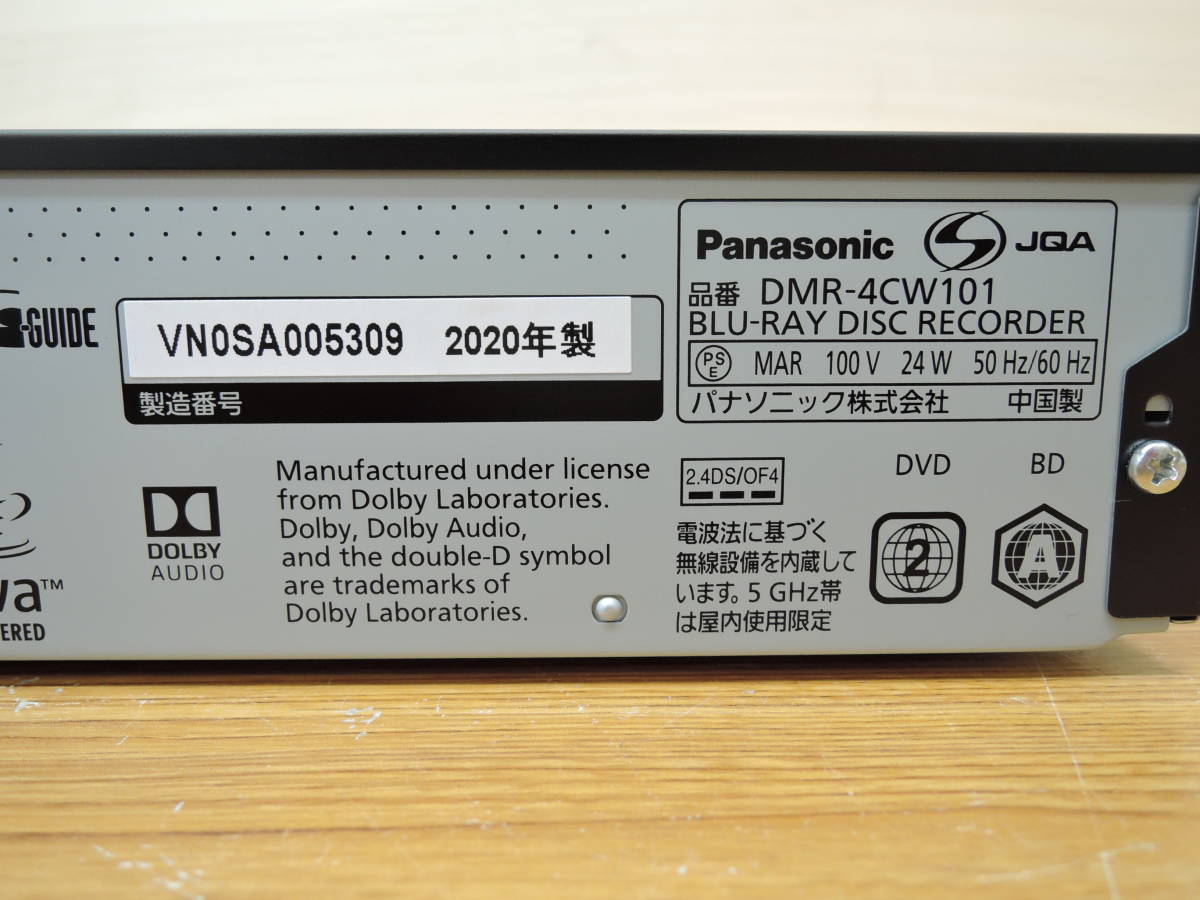 G-GUIDE
VN0SA005309 2020年製
製造番号
Panasonic JQA
品番 DMR-4CW101
BLU-RAY DISC RECORDER
PS E MAR 100 V 24 W 50 Hz/60 Hz
パナソニック株式会社 中国製
DOLBY
AUDIO
Manufactured under license
from Dolby Laboratories.
Dolby, Dolby Audio,
and the double-D symbol
are trademarks of
Dolby Laboratories.
2.4DS/OF4
電波法に基づく
無線設備を内蔵して
います。5 GHz帯
は屋内使用限定
DVD
2
BD
A